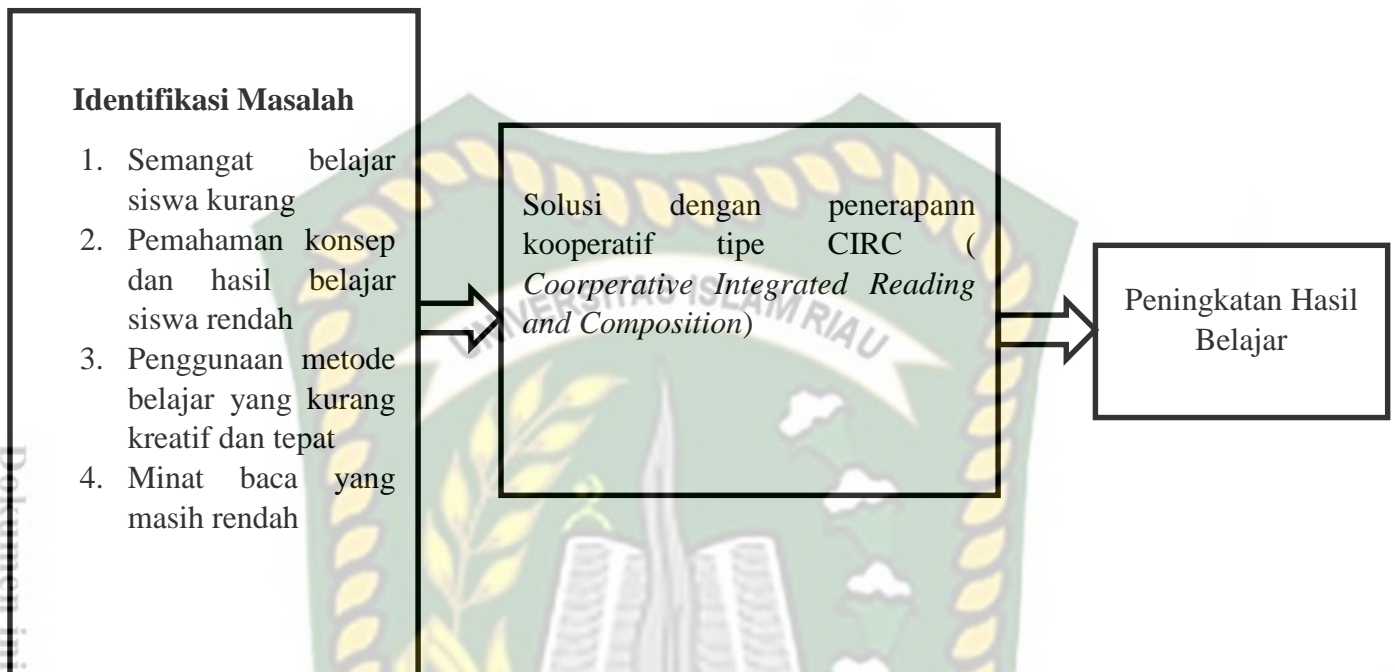 Identifikasi Masalah
1. Semangat belajar
siswa kurang
2. Pemahaman konsep
dan hasil belajar
siswa rendah
3. Penggunaan metode
belajar yang kurang
kreatif dan tepat
4. Minat baca yang
masih rendah
Solusi dengan penerapann
kooperatif tipe CIRC (
Coorperative Integrated Reading
and Composition)
Peningkatan Hasil
Belajar
UNIVERSITAS ISLAM RIAU
Dokumen ini